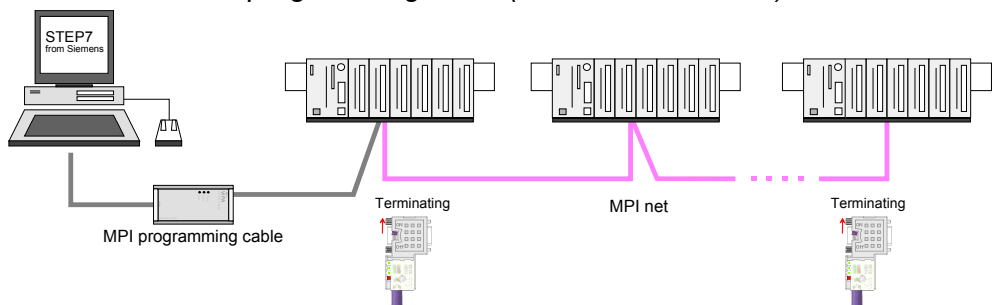 STEP7
from Siemens
Terminating
MPI net
Terminating
MPI programming cable